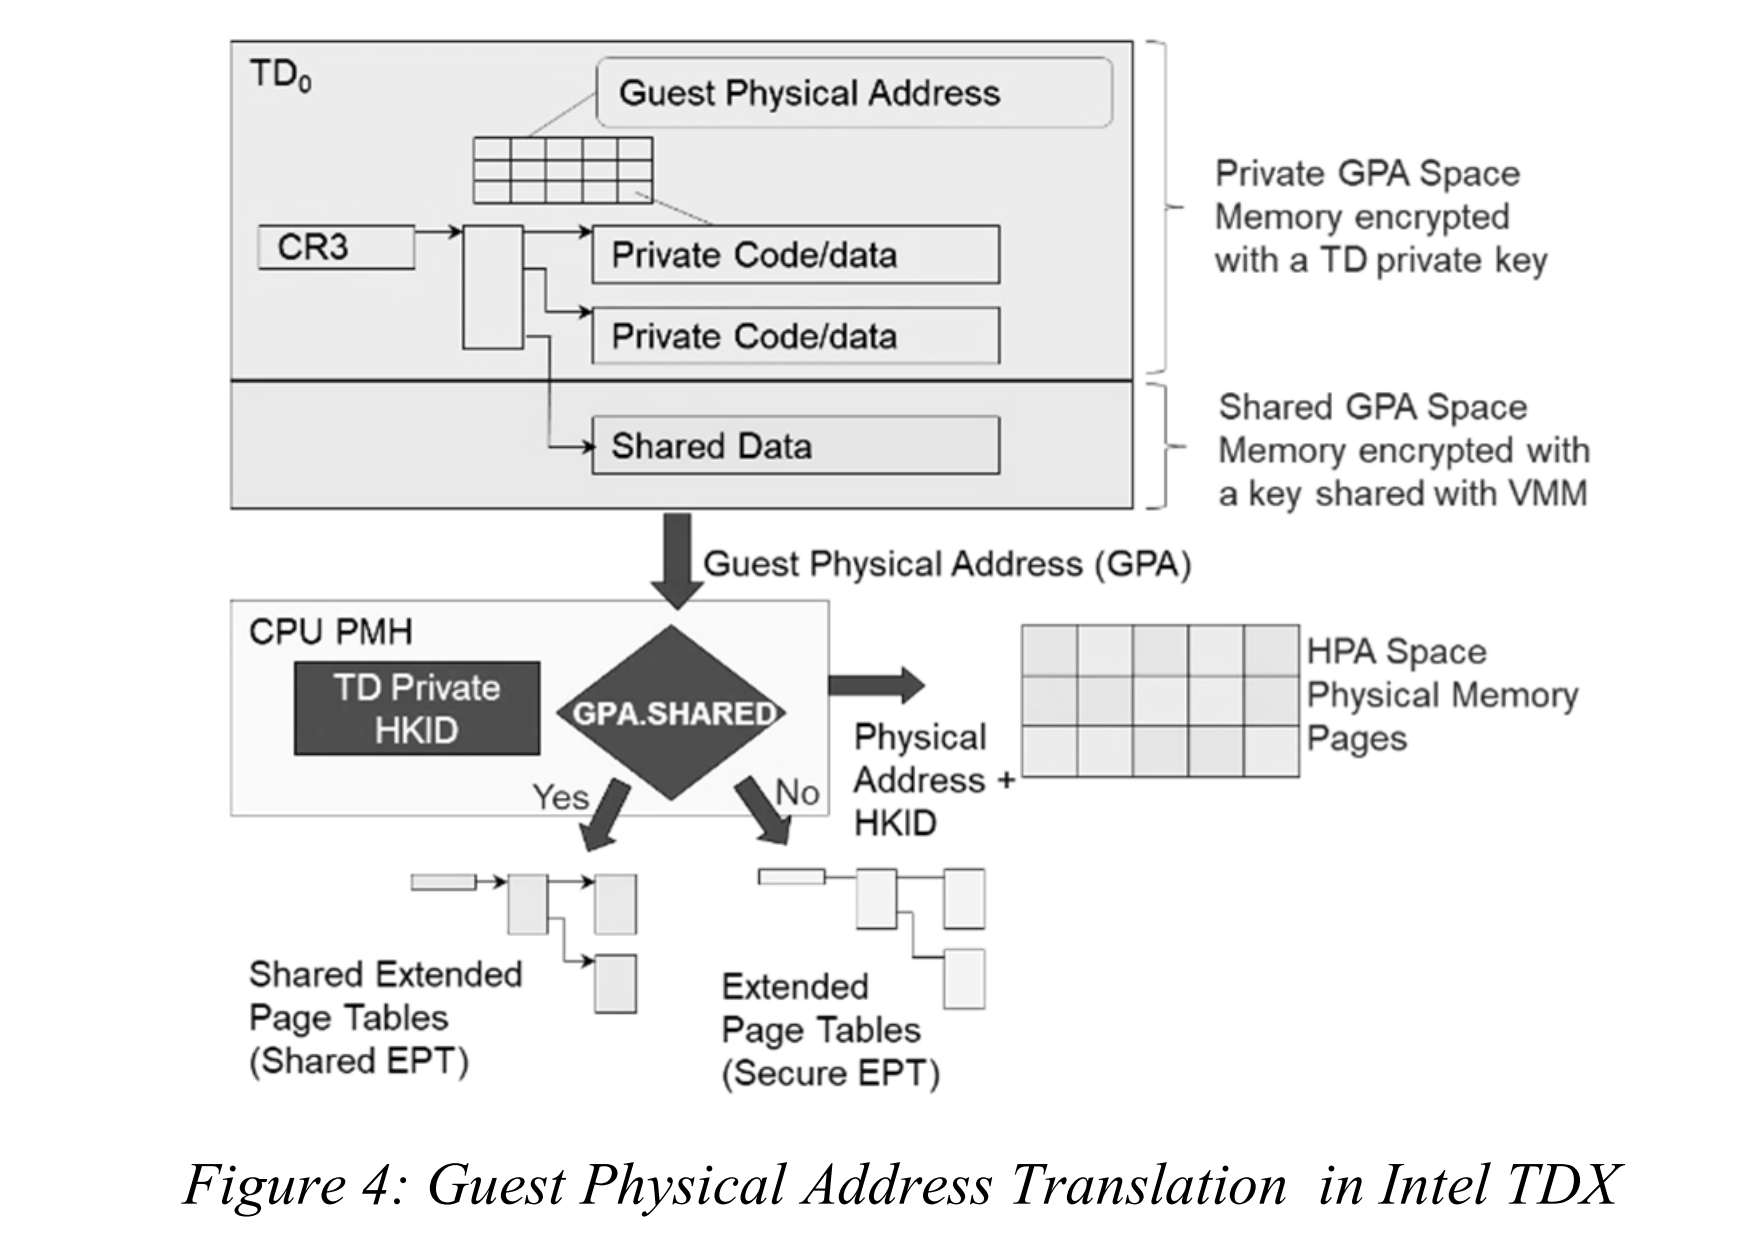 TD0
Guest Physical Address
CR3
Private Code/data
Private Code/data
Shared Data
Private GPA Space
Memory encrypted
with a TD private key
Shared GPA Space
Memory encrypted with
a key shared with VMM
Guest Physical Address (GPA)
CPU PMH
TD Private
HKID
GPA.SHARED
Yes
No
Physical
Address +
HKID
HPA Space
Physical Memory
Pages
Shared Extended
Page Tables
(Shared EPT)
Extended
Page Tables
(Secure EPT)
Figure 4: Guest Physical Address Translation in Intel TDX